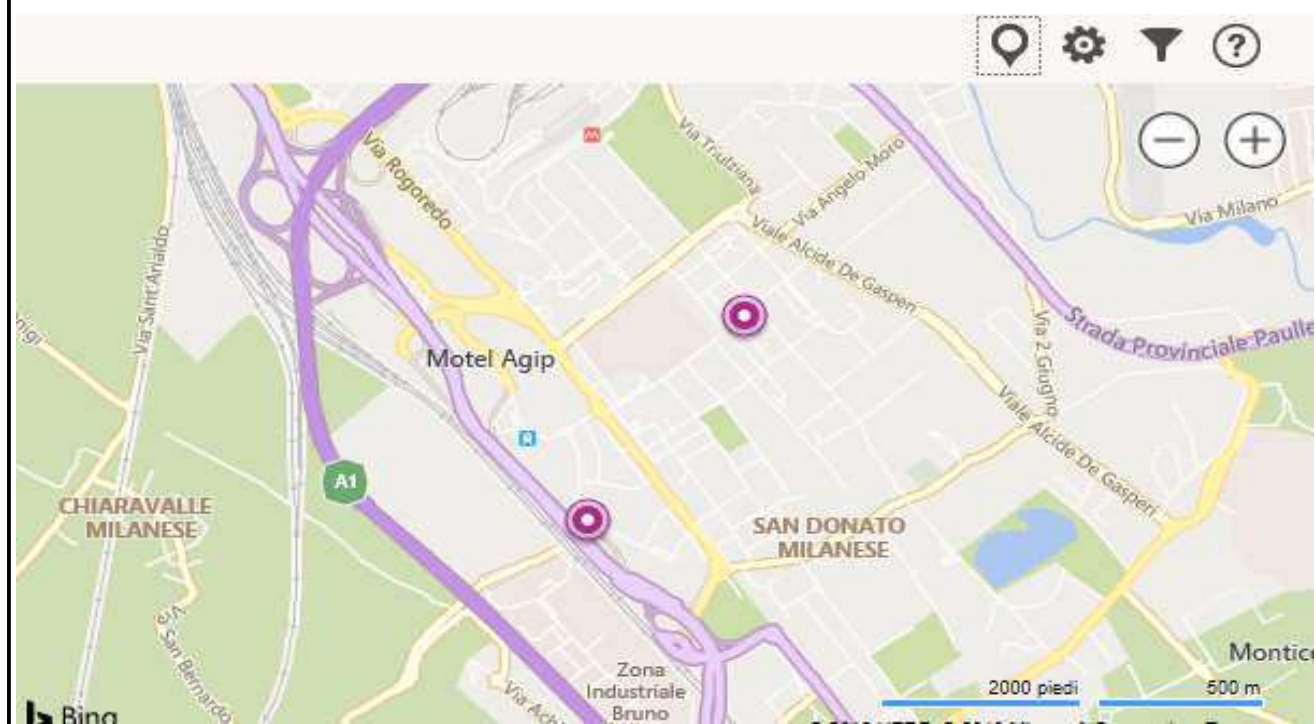 ?
M
Via Triulziana
Via Angelo Moro
Via Rogoredo
Via Milano
Via Sant'Arialdo
Viale Alcide De Gasperi
Strada Provinciale Paulle
Via 2 Giugno
Motel Agip
Viale Alcide De Gasperi
A1
CHIARAVALLE
MILANESE
SAN DONATO
MILANESE
Via San Bernardo
Zona
Industriale
Bruno
Montico
2000 piedi
500 m
Bing